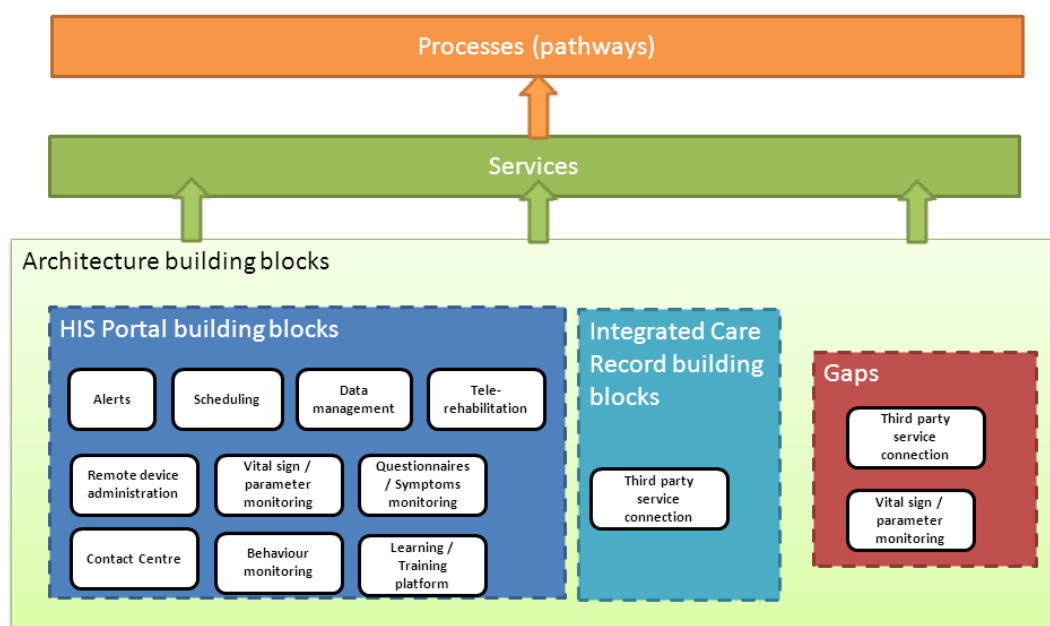 Processes (pathways)
Services
Architecture building blocks
HIS Portal building blocks
Alerts
Scheduling
Data
management
Tele-
rehabilitation
Remote device
administration
Vital sign /
parameter
monitoring
Questionnaires
/ Symptoms
monitoring
Contact Centre
Behaviour
monitoring
Learning /
Training
platform
Integrated Care
Record building
blocks
Third party
service
connection
Gaps
Third party
service
connection
Vital sign /
parameter
monitoring